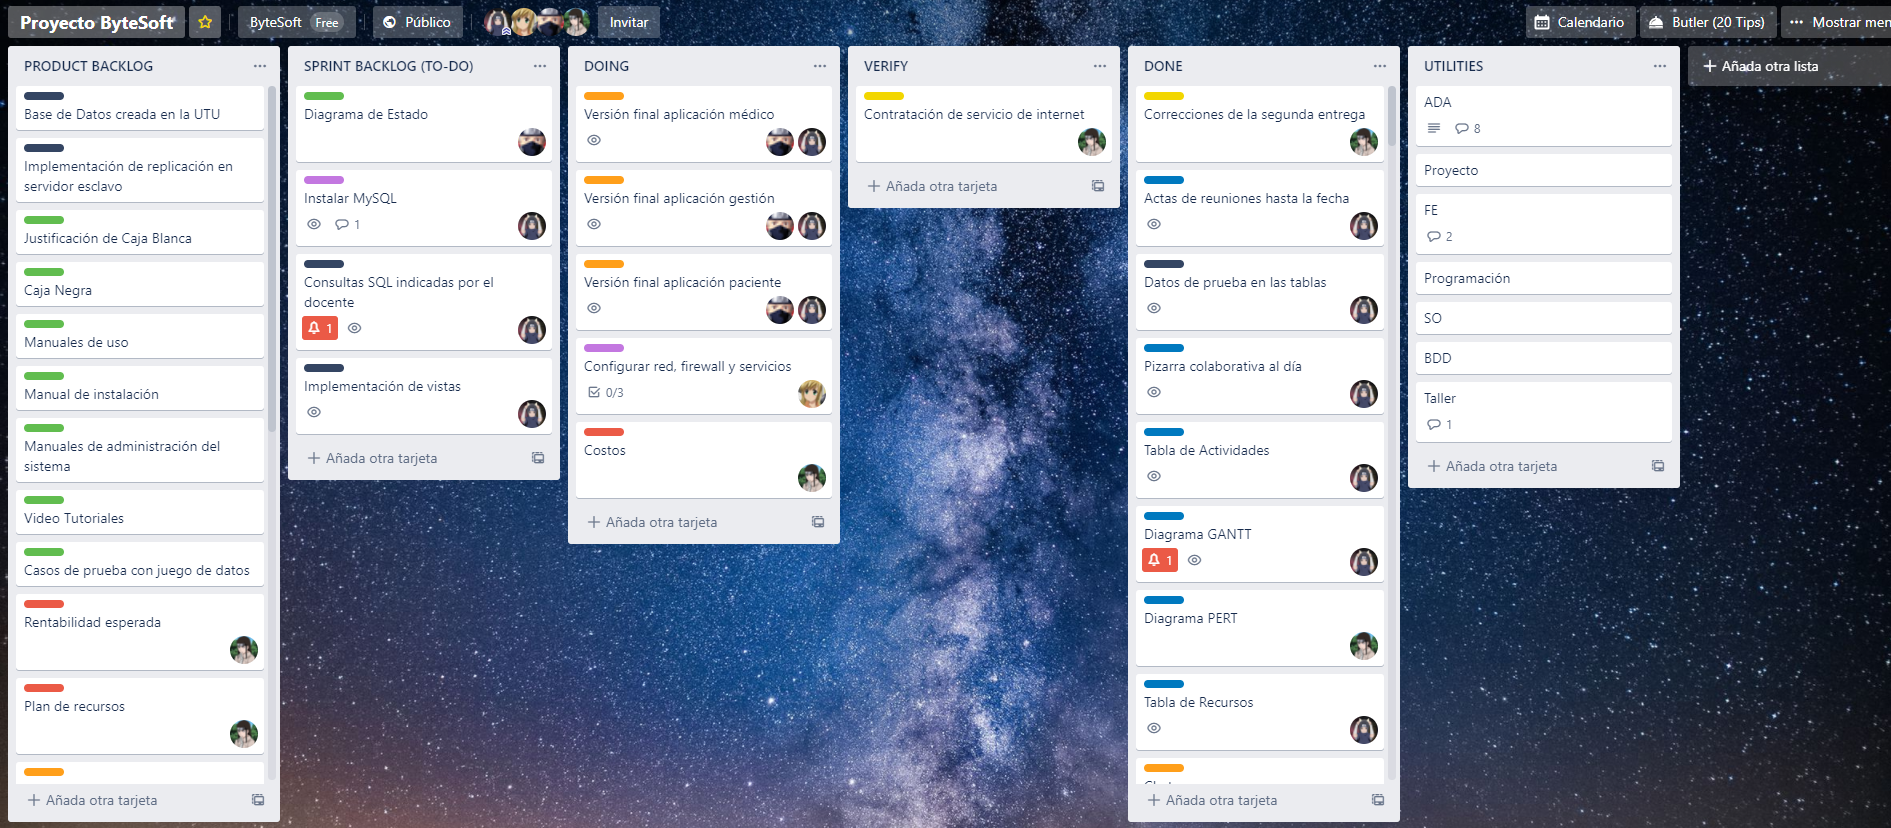 Proyecto ByteSoft
ByteSoft Free
Público
Invitar
Calendario
Butler (20 Tips)
Mostrar men
PRODUCT BACKLOG
Base de Datos creada en la UTU
Implementación de replicación en
servidor esclavo
Justificación de Caja Blanca
Caja Negra
Manuales de uso
Manual de instalación
Manuales de administración del
sistema
Video Tutoriales
Casos de prueba con juego de datos
Rentabilidad esperada
Plan de recursos
Añada otra tarjeta
SPRINT BACKLOG (TO-DO)
Diagrama de Estado
Instalar MySQL
1
Consultas SQL indicadas por el
docente
1
Implementación de vistas
Añada otra tarjeta
DOING
Versión final aplicación médico
Versión final aplicación gestión
Versión final aplicación paciente
Configurar red, firewall y servicios
0/3
Costos
Añada otra tarjeta
VERIFY
Contratación de servicio de internet
Añada otra tarjeta
DONE
Correcciones de la segunda entrega
Actas de reuniones hasta la fecha
Datos de prueba en las tablas
Pizarra colaborativa al día
Tabla de Actividades
Diagrama GANTT
1
Diagrama PERT
Tabla de Recursos
Añada otra tarjeta
UTILITIES
ADA
8
Proyecto
FE
2
Programación
SO
BDD
Taller
1
Añada otra tarjeta
Añada otra lista